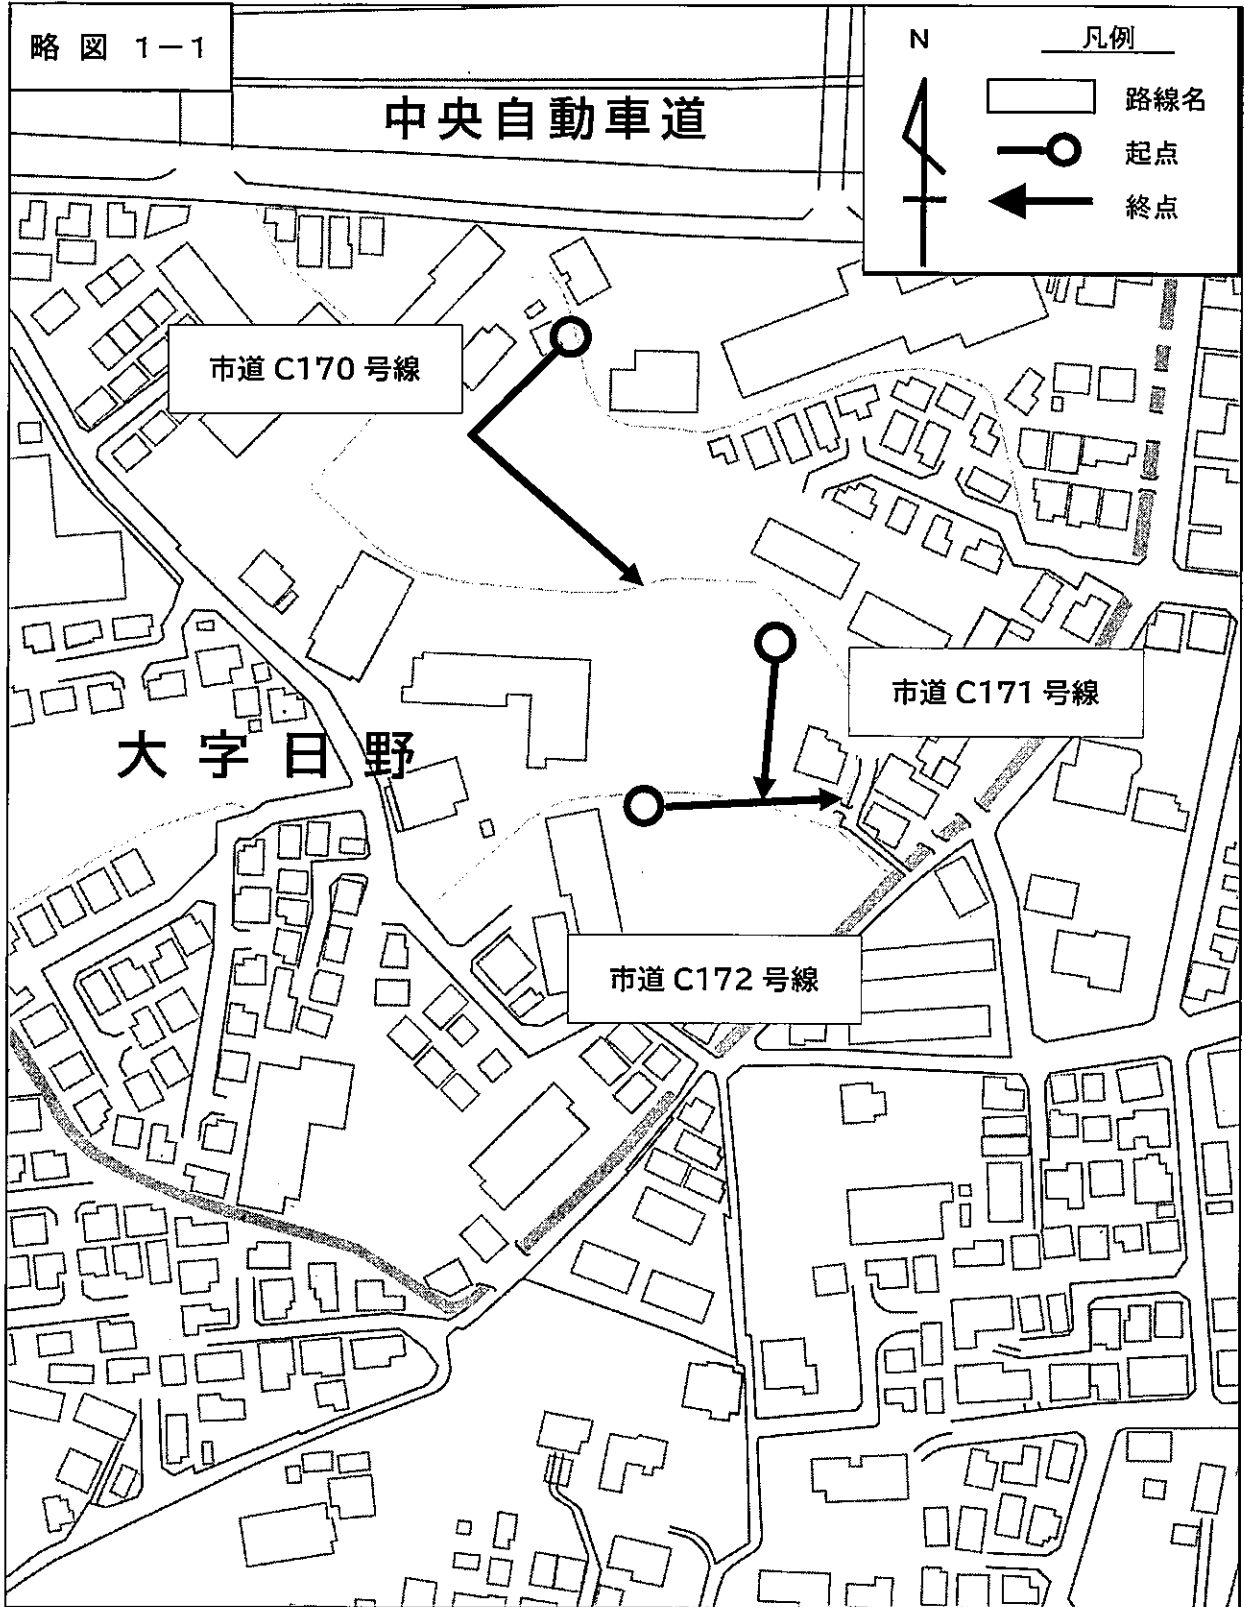 略図 1-1
N
凡例
路線名
起点
終点
中央自動車道
市道 C170 号線
市道 C171 号線
大字日野
市道 C172 号線